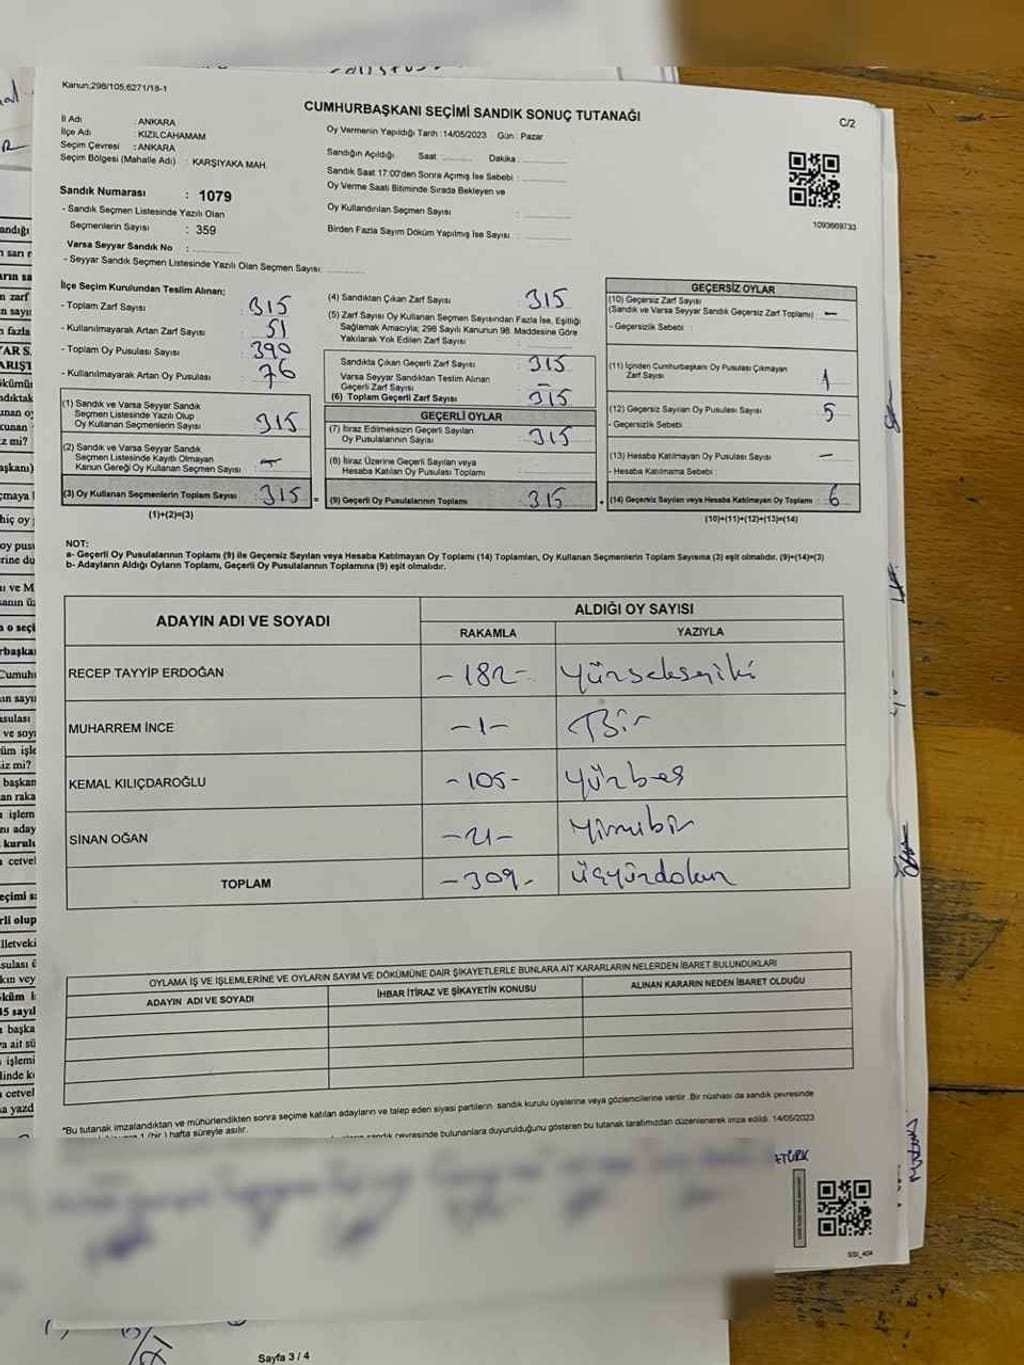 Kanun;298/105,6271/18-1
CUMHURBAŞKANI SEÇİMİ SANDIK SONUÇ TUTANAĞI
C/2
İl Adı : ANKARA
İlçe Adı : KIZILCAHAMAM
Seçim Çevresi : ANKARA
Seçim Bölgesi (Mahalle Adı) : KARŞIYAKA MAH.
Sandık Numarası : 1079
- Sandık Seçmen Listesinde Yazılı Olan
Seçmenlerin Sayısı : 359
Varsa Seyyar Sandık No :
- Seyyar Sandık Seçmen Listesinde Yazılı Olan Seçmen Sayısı:
Oy Vermenin Yapıldığı Tarih :14/05/2023 Gün : Pazar
Sandığın Açıldığı Saat Dakika :
Sandık Saat 17:00'den Sonra Açımış İse Sebebi :
Oy Verme Saati Bitiminde Sırada Bekleyen ve
Oy Kullandırılan Seçmen Sayısı :
Birden Fazla Sayım Döküm Yapılmış İse Sayısı :
1093669733
İlçe Seçim Kurulundan Teslim Alınan:
- Toplam Zarf Sayısı : 315
- Kullanılmayarak Artan Zarf Sayısı : 51
- Toplam Oy Pusulası Sayısı : 390
- Kullanılmayarak Artan Oy Pusulası : 76
(1) Sandık ve Varsa Seyyar Sandık
Seçmen Listesinde Yazılı Olup
Oy Kullanan Seçmenlerin Sayısı : 315
(2) Sandık ve Varsa Seyyar Sandık
Seçmen Listesinde Kayıtlı Olmayan
Kanun Gereği Oy Kullanan Seçmen Sayısı : -
(3) Oy Kullanan Seçmenlerin Toplam Sayısı : 315 =
(1)+(2)=(3)
(4) Sandıktan Çıkan Zarf Sayısı : 315
(5) Zarf Sayısı Oy Kullanan Seçmen Sayısından Fazla İse, Eşitliği
Sağlamak Amacıyla; 298 Sayılı Kanunun 98. Maddesine Göre
Yakılarak Yok Edilen Zarf Sayısı :
Sandıkta Çıkan Geçerli Zarf Sayısı : 315
Varsa Seyyar Sandıktan Teslim Alınan
Geçerli Zarf Sayısı : -
(6) Toplam Geçerli Zarf Sayısı : 315
GEÇERLİ OYLAR
(7) İtiraz Edilmeksizin Geçerli Sayılan
Oy Pusulalarının Sayısı : 315
(8) İtiraz Üzerine Geçerli Sayılan veya
Hesaba Katılan Oy Pusulası Toplamı :
(9) Geçerli Oy Pusulalarının Toplamı : 315
GEÇERSİZ OYLAR
(10) Geçersiz Zarf Sayısı
(Sandık ve Varsa Seyyar Sandık Geçersiz Zarf Toplamı) : -
- Geçersizlik Sebebi :
(11) İçinden Cumhurbaşkanı Oy Pusulası Çıkmayan
Zarf Sayısı : 1
(12) Geçersiz Sayılan Oy Pusulası Sayısı : 5
- Geçersizlik Sebebi :
(13) Hesaba Katılmayan Oy Pusulası Sayısı : -
- Hesaba Katılmama Sebebi :
(14) Geçersiz Sayılan veya Hesaba Katılmayan Oy Toplamı : 6
(10)+(11)+(12)+(13)=(14)
NOT:
a- Geçerli Oy Pusulalarının Toplamı (9) ile Geçersiz Sayılan veya Hesaba Katılmayan Oy Toplamı (14) Toplamları, Oy Kullanan Seçmenlerin Toplam Sayısına (3) eşit olmalıdır. (9)+(14)=(3)
b- Adayların Aldığı Oyların Toplamı, Geçerli Oy Pusulalarının Toplamına (9) eşit olmalıdır.
ADAYIN ADI VE SOYADI
ALDIĞI OY SAYISI
RAKAMLA YAZIYLA
RECEP TAYYİP ERDOĞAN -182- Yüzsekseniki
MUHARREM İNCE -1- Bir
KEMAL KILIÇDAROĞLU -105- Yüzbeş
SİNAN OĞAN -21- Yirmibir
TOPLAM -309- Üçyüzdokuz
OYLAMA İŞ VE İŞLEMLERİNE VE OYLARIN SAYIM VE DÖKÜMÜNE DAİR ŞİKAYETLERLE BUNLARA AİT KARARLARIN NELERDEN İBARET BULUNDUKLARI
ADAYIN ADI VE SOYADI İHBAR İTİRAZ VE ŞİKAYETİN KONUSU ALINAN KARARIN NEDEN İBARET OLDUĞU
*Bu tutanak imzalandıktan ve mühürlendikten sonra seçime katılan adayların ve talep eden siyasi partilerin sandık kurulu üyelerine veya gözlemcilerine verilir .Bir nüshası da sandık çevresinde
1 (bir ) hafta süreyle asılır.
sandık çevresinde bulunanlara duyurulduğunu gösteren bu tutanak tarafımızdan düzenlenerek imza edildi. 14/05/2023
SSI_404
Sayfa 3 / 4